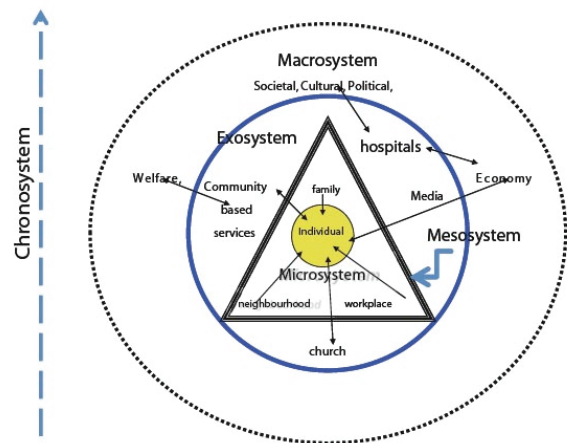 Macrosystem
Societal, Cultural, Political,
Exosystem
hospitals
Welfare,
Community
family
Economy
Media
based
services
Individual
Mesosystem
Microsystem
neighbourhood
workplace
church
Chronosystem